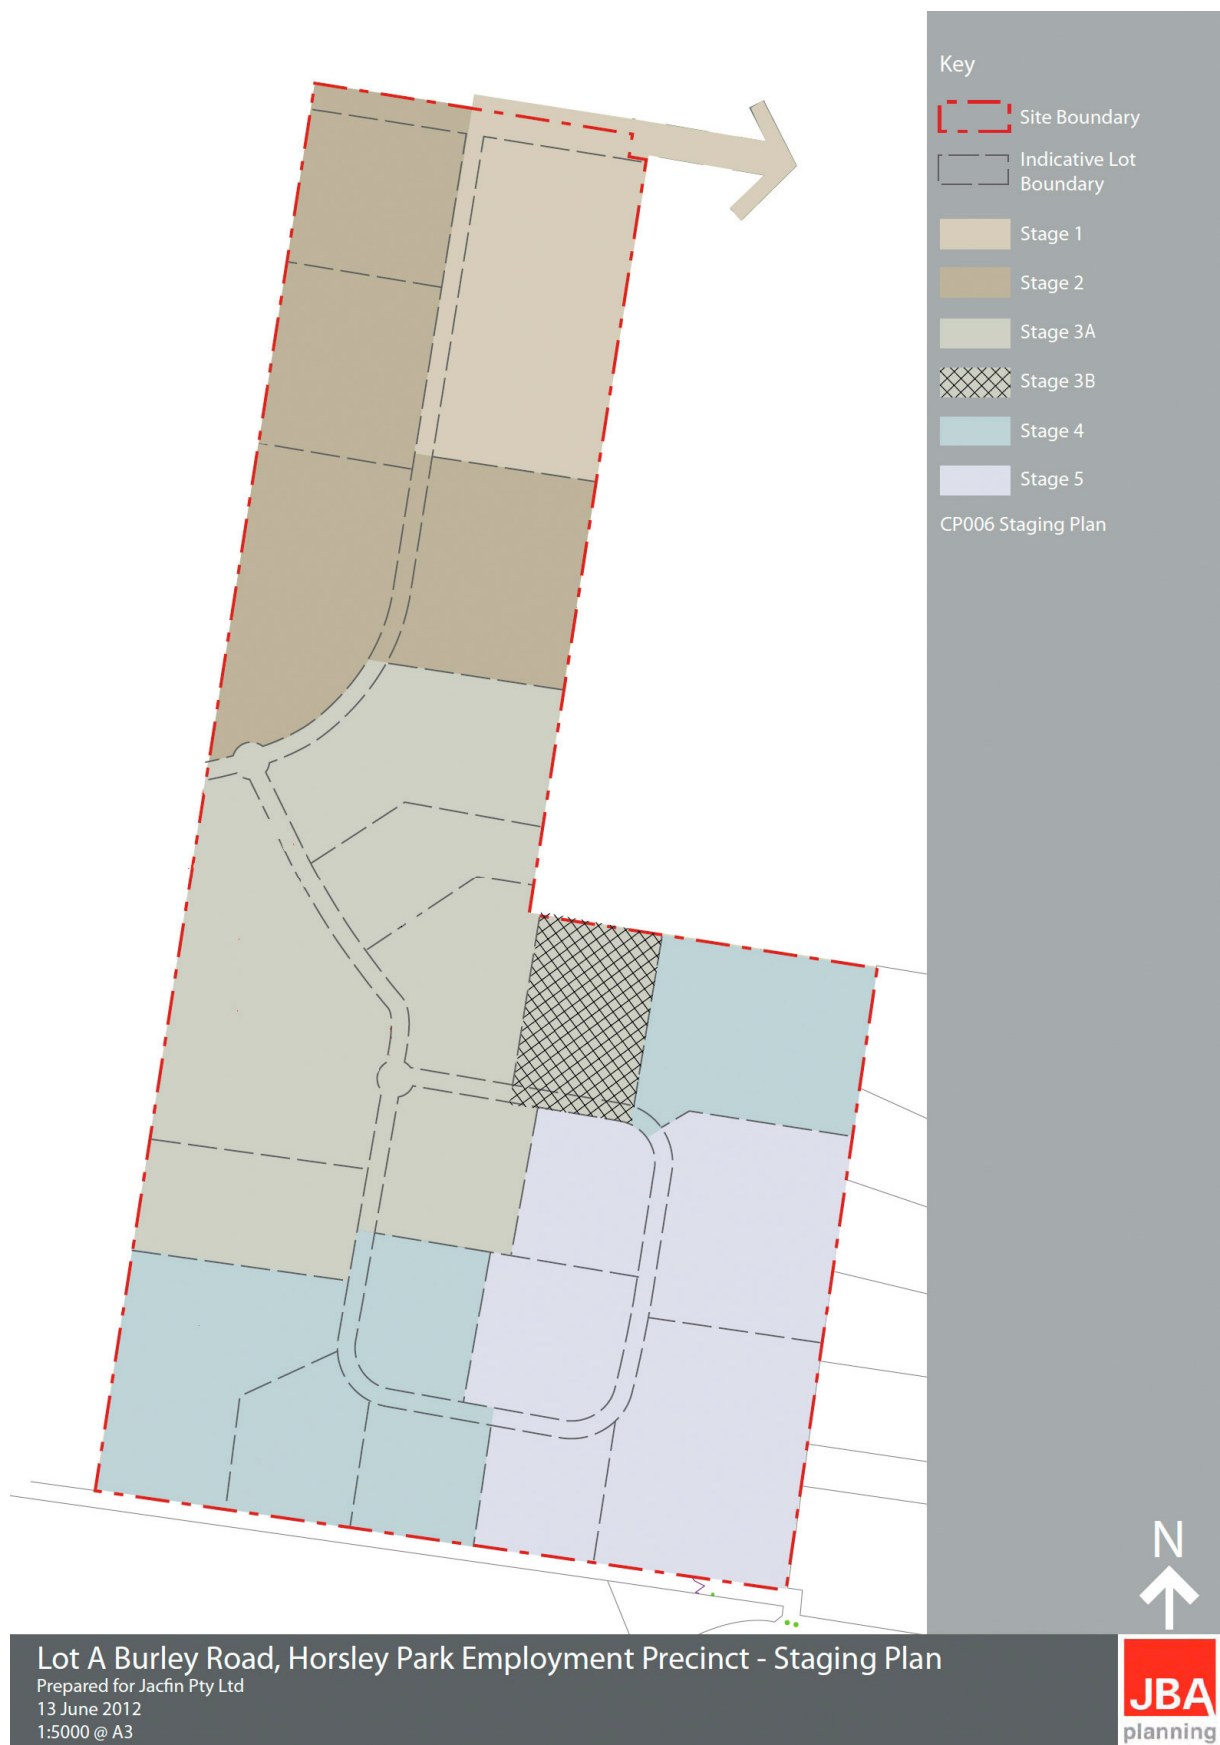 Key
Site Boundary
Indicative Lot
Boundary
Stage 1
Stage 2
Stage 3A
Stage 3B
Stage 4
Stage 5
CP006 Staging Plan
N
Lot A Burley Road, Horsley Park Employment Precinct - Staging Plan
Prepared for Jacfin Pty Ltd
13 June 2012
1:5000 @ A3
JBA
planning